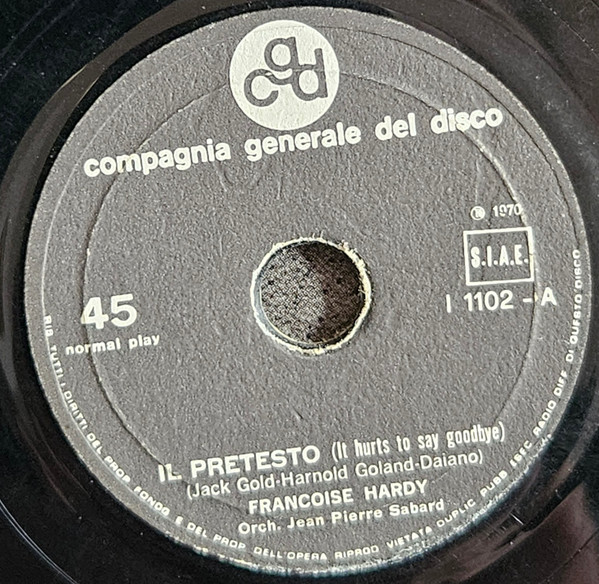 cgd
compagnia generale del disco
℗ 1970
S.I.A.E.
I 1102 - A
45
normal play
IL PRETESTO (It hurts to say goodbye)
(Jack Gold-Harnold Goland-Daiano)
FRANCOISE HARDY
Orch. Jean Pierre Sabard
RIS. TUTTI I DIRITTI DEL PROP. FONOG. E DEL PROP. DELL'OPERA RIPROD. VIETATA DUPLIC. PUBB. ESEC. RADIO DIFF. DI QUESTO DISCO